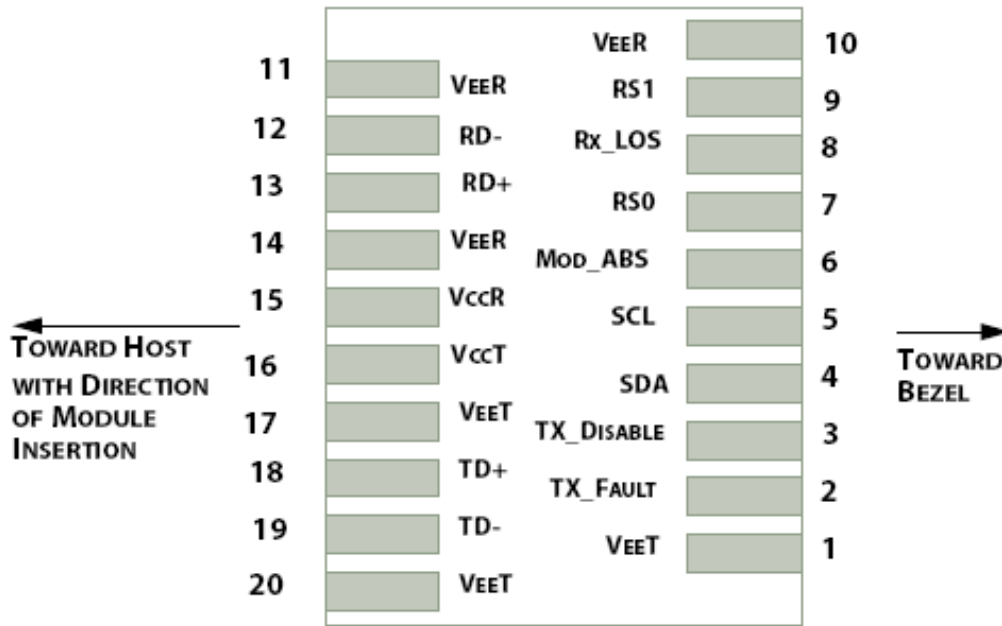 11 VEER
12 RD-
13 RD+
14 VEER
15 VCCR
16 VCCT
17 VEET
18 TD+
19 TD-
20 VEET
VEER 10
RS1 9
RX_LOS 8
RS0 7
MOD_ABS 6
SCL 5
SDA 4
TX_DISABLE 3
TX_FAULT 2
VEET 1
TOWARD HOST
WITH DIRECTION
OF MODULE
INSERTION
TOWARD
BEZEL